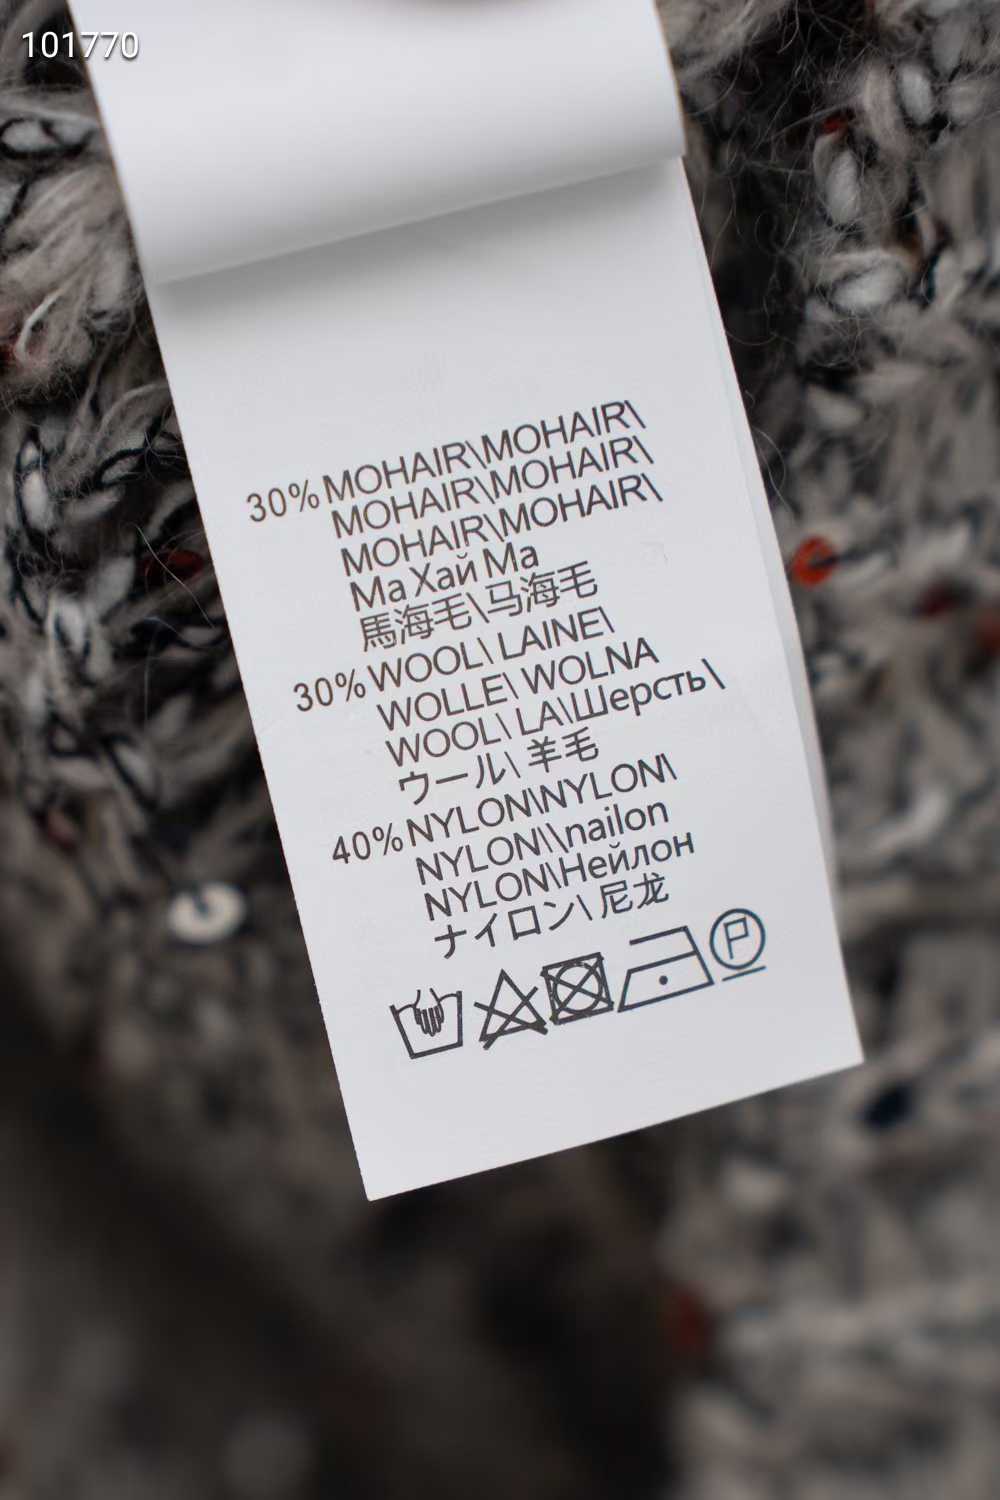 101770
30% MOHAIR\MOHAIR\
MOHAIR\MOHAIR\
MOHAIR\MOHAIR\
Ма Хай Ма
馬海毛\马海毛
30% WOOL\ LAINE\
WOLLE\ WOLNA
WOOL\ LA\Шерсть\
ウール\ 羊毛
40% NYLON\NYLON\
NYLON\\nailon
NYLON\Нейлон
ナイロン\ 尼龙
P